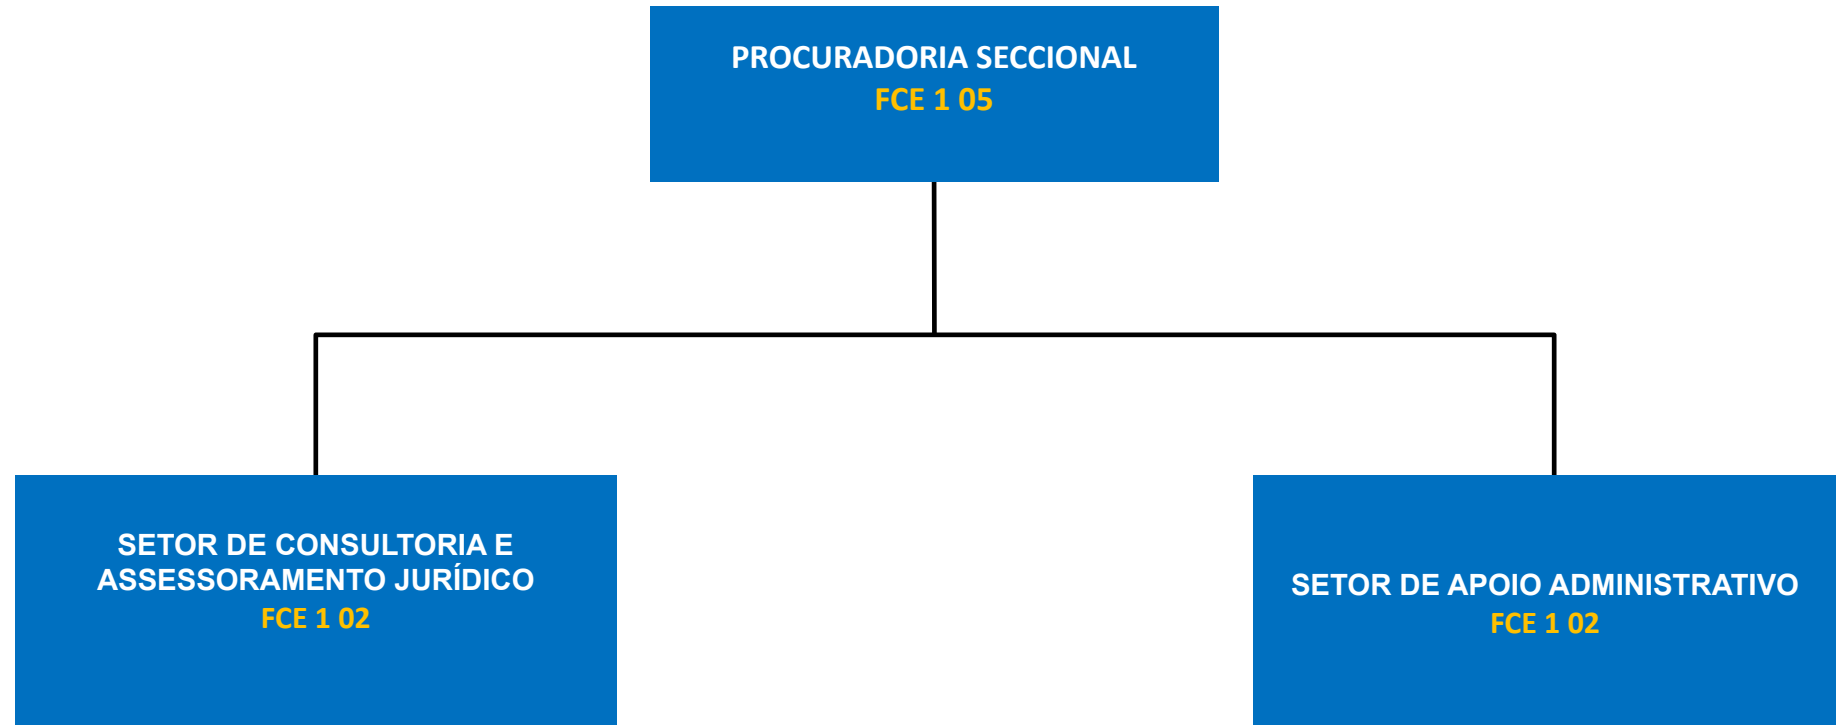 PROCURADORIA SECCIONAL
FCE 1 05
SETOR DE CONSULTORIA E
ASSESSORAMENTO JURÍDICO
FCE 1 02
SETOR DE APOIO ADMINISTRATIVO
FCE 1 02